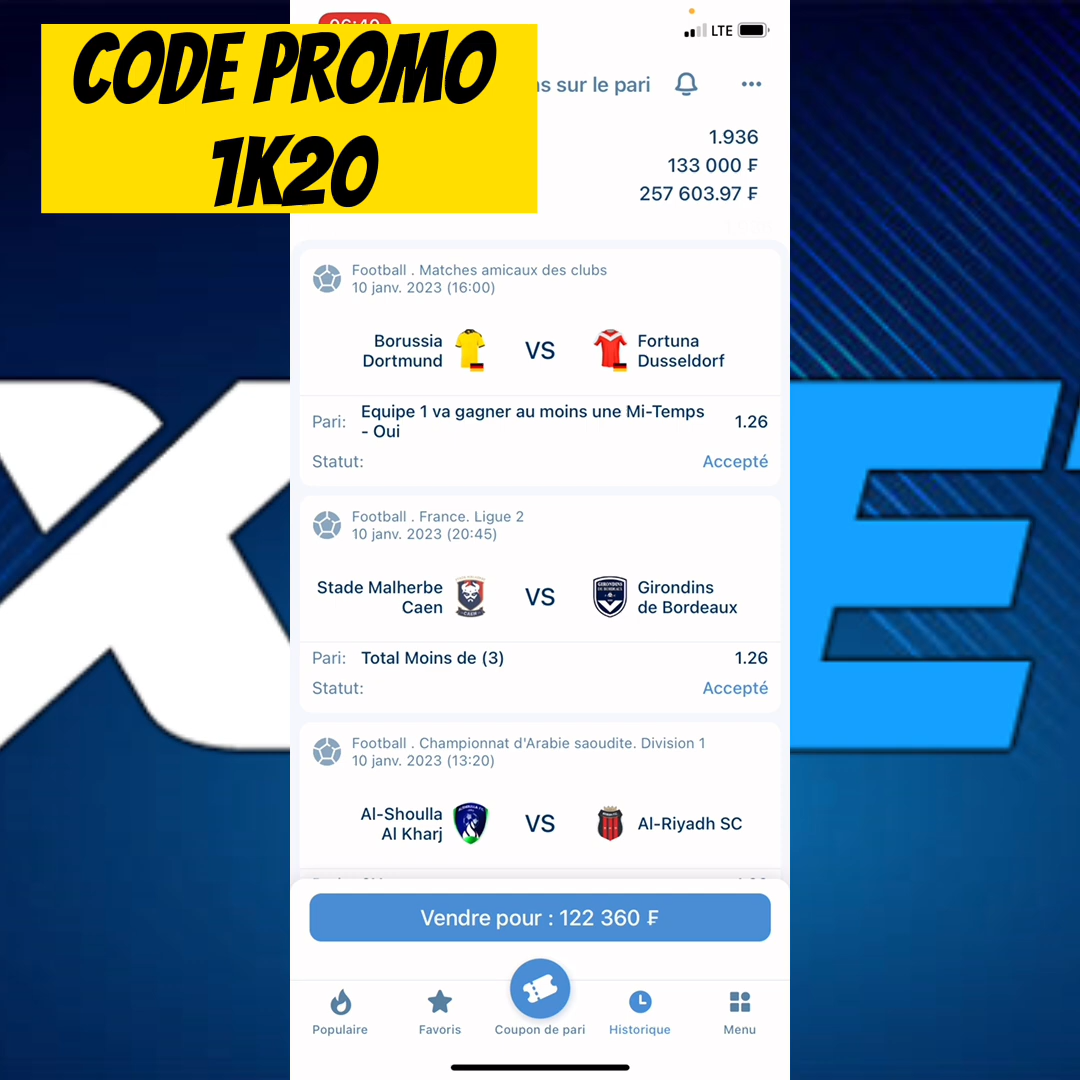 CODE PROMO
1K20
LTE
sur le pari
1.936
133 000 ₣
257 603.97 ₣
Football . Matches amicaux des clubs
10 janv. 2023 (16:00)
Borussia
Dortmund
VS
Fortuna
Dusseldorf
Pari: Equipe 1 va gagner au moins une Mi-Temps
- Oui
1.26
Statut: Accepté
Football . France. Ligue 2
10 janv. 2023 (20:45)
Stade Malherbe
Caen
VS
Girondins
de Bordeaux
Pari: Total Moins de (3) 1.26
Statut: Accepté
Football . Championnat d'Arabie saoudite. Division 1
10 janv. 2023 (13:20)
Al-Shoulla
Al Kharj
VS
Al-Riyadh SC
Vendre pour : 122 360 ₣
Populaire
Favoris
Coupon de pari
Historique
Menu